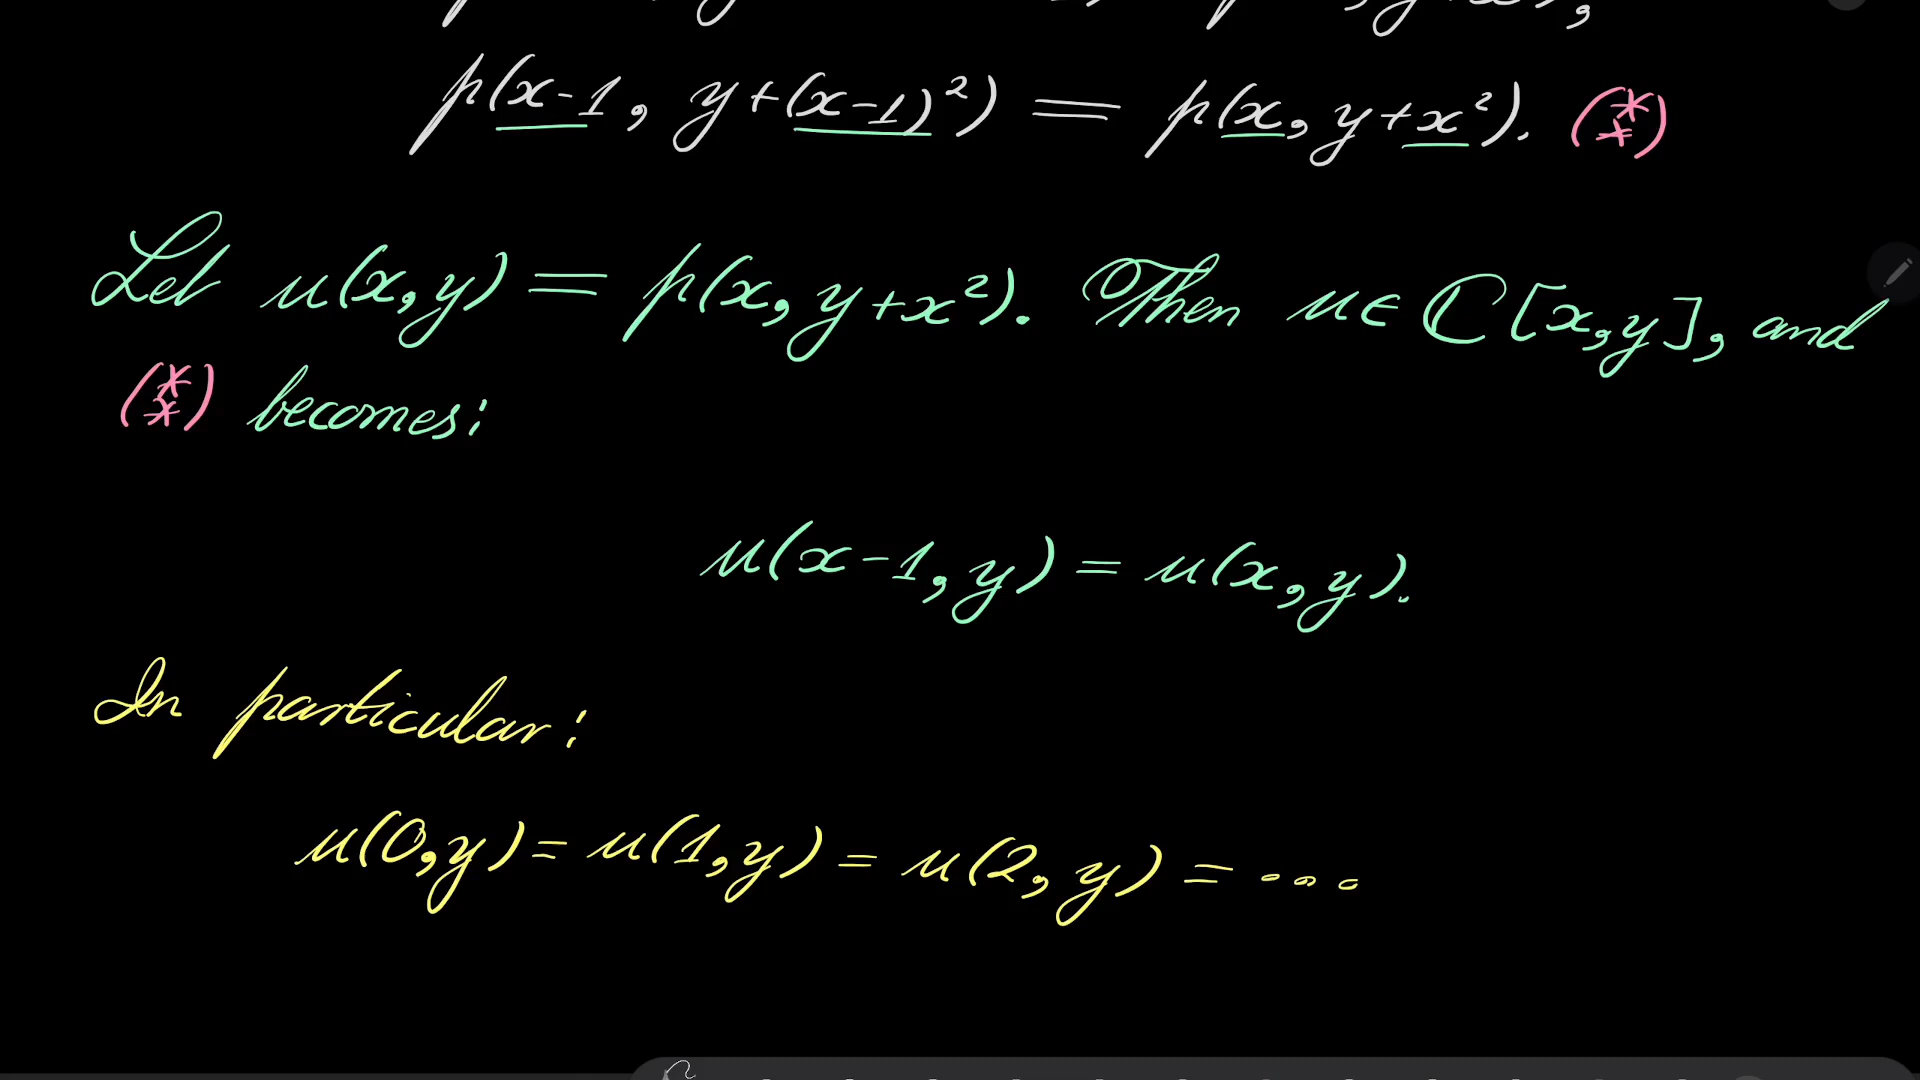 p(x-1, y+(x-1)²) = p(x, y+x²). (**)
Let u(x,y) = p(x, y+x²). Then u∈ℂ[x,y], and
(**) becomes:
u(x-1, y) = u(x, y).
In particular:
u(0,y) = u(1,y) = u(2,y) = ...